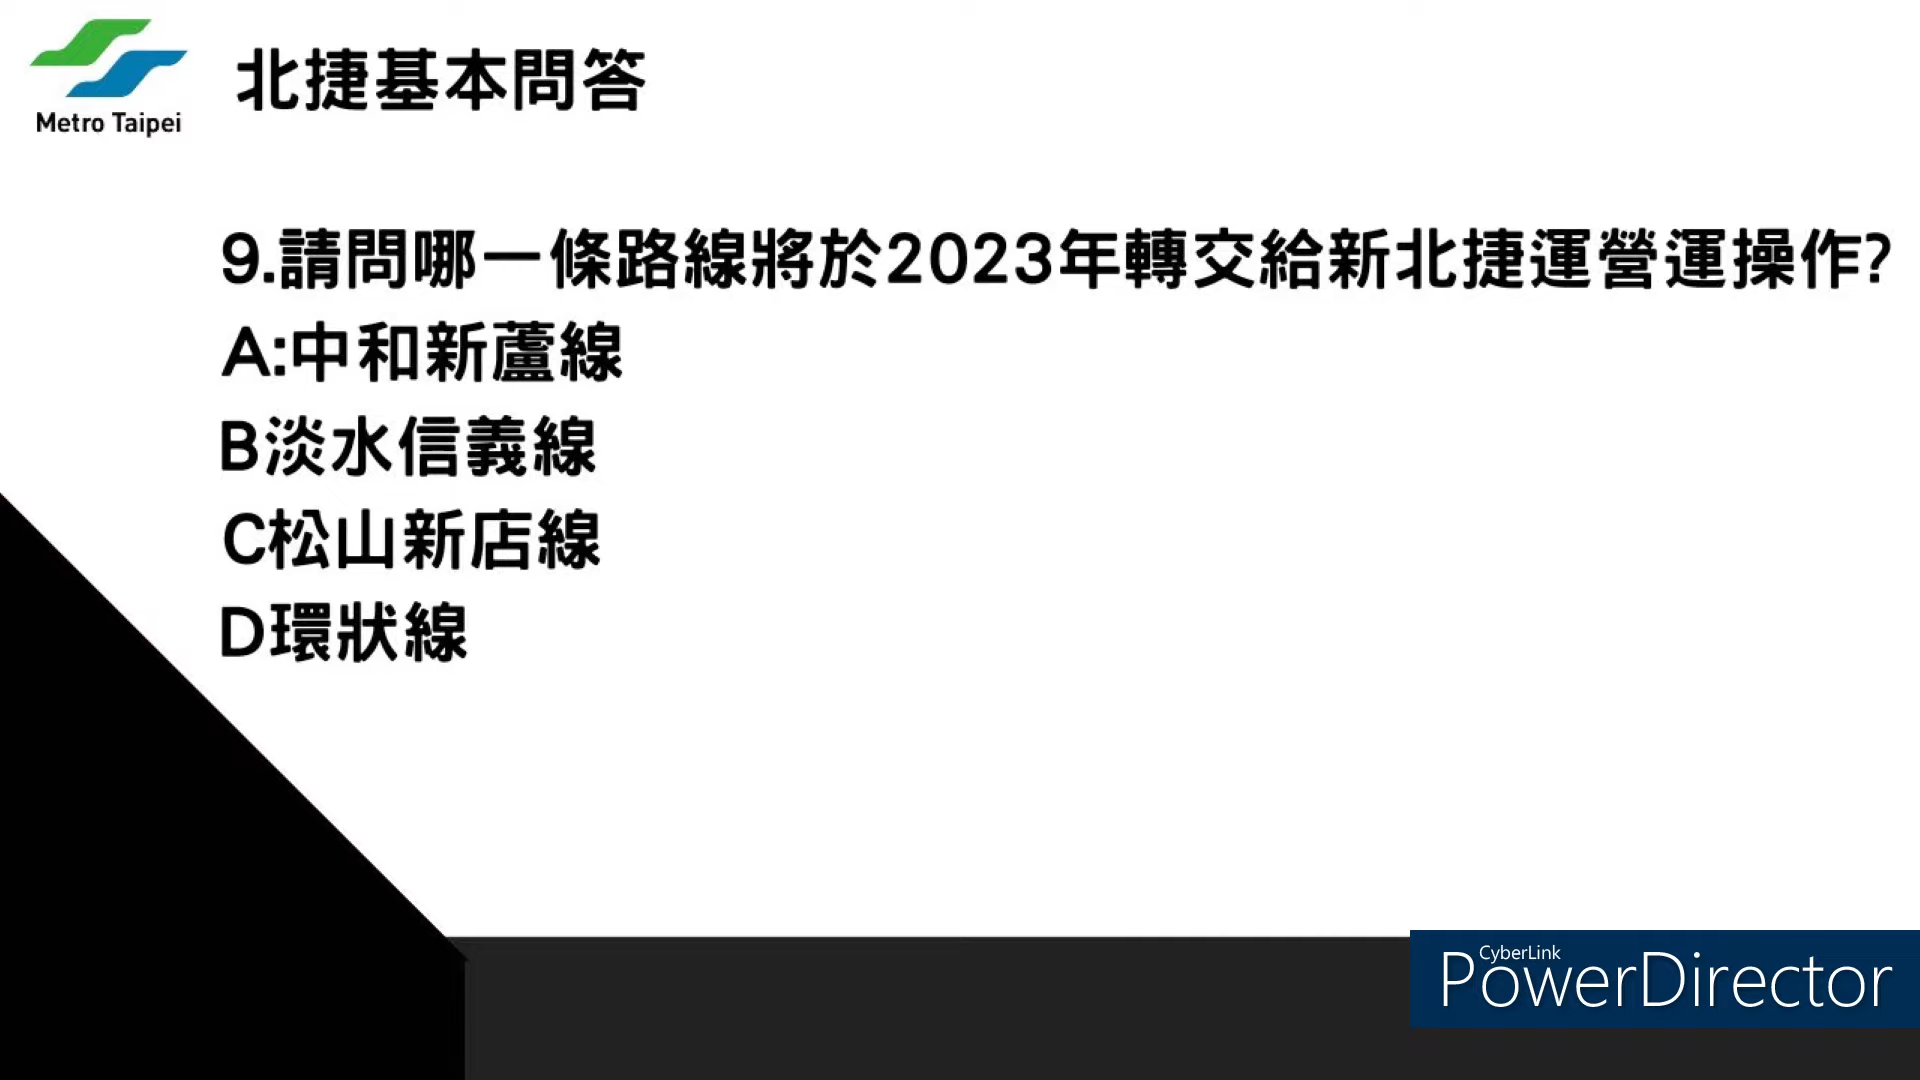 Metro Taipei
北捷基本問答
9.請問哪一條路線將於2023年轉交給新北捷運營運操作?
A:中和新蘆線
B淡水信義線
C松山新店線
D環狀線
CyberLink
PowerDirector